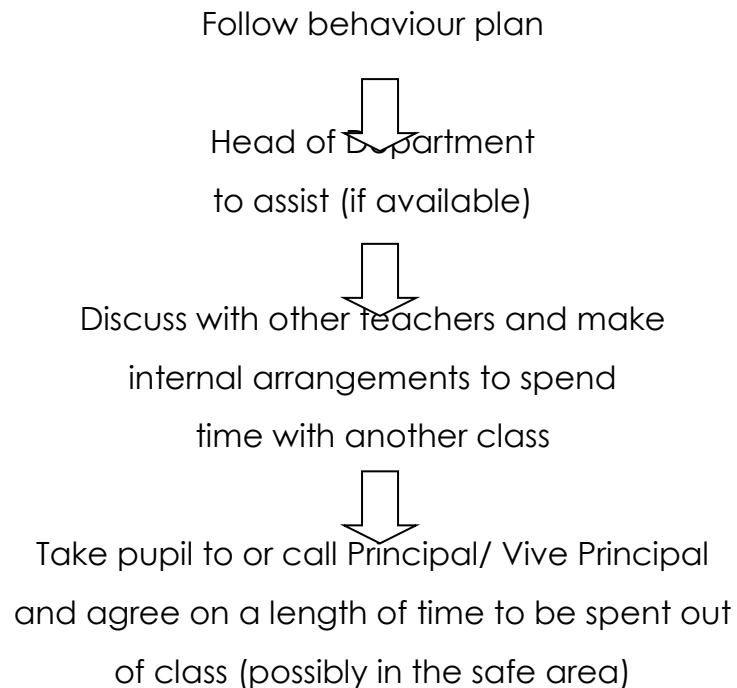 Follow behaviour plan
Head of Department
to assist (if available)
Discuss with other teachers and make
internal arrangements to spend
time with another class
Take pupil to or call Principal/ Vive Principal
and agree on a length of time to be spent out
of class (possibly in the safe area)